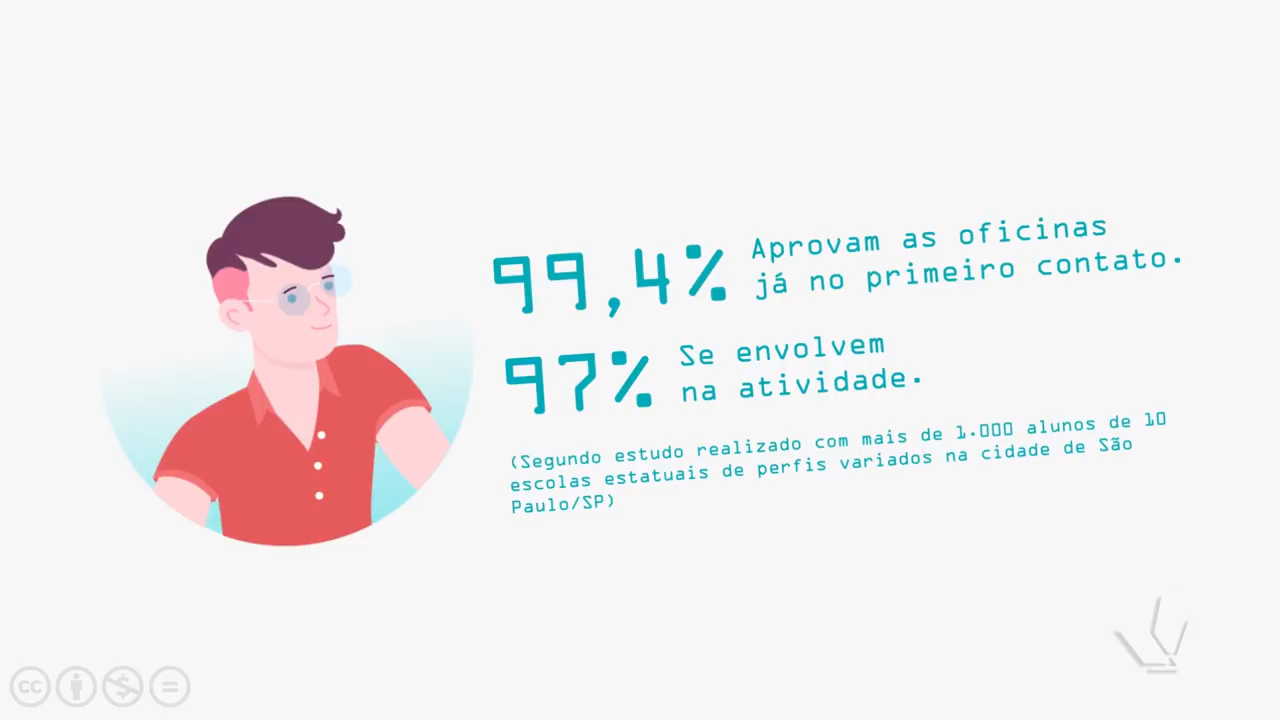 99,4% Aprovam as oficinas
já no primeiro contato.
97% Se envolvem
na atividade.
(Segundo estudo realizado com mais de 1.000 alunos de 10
escolas estatuais de perfis variados na cidade de São
Paulo/SP)
cc